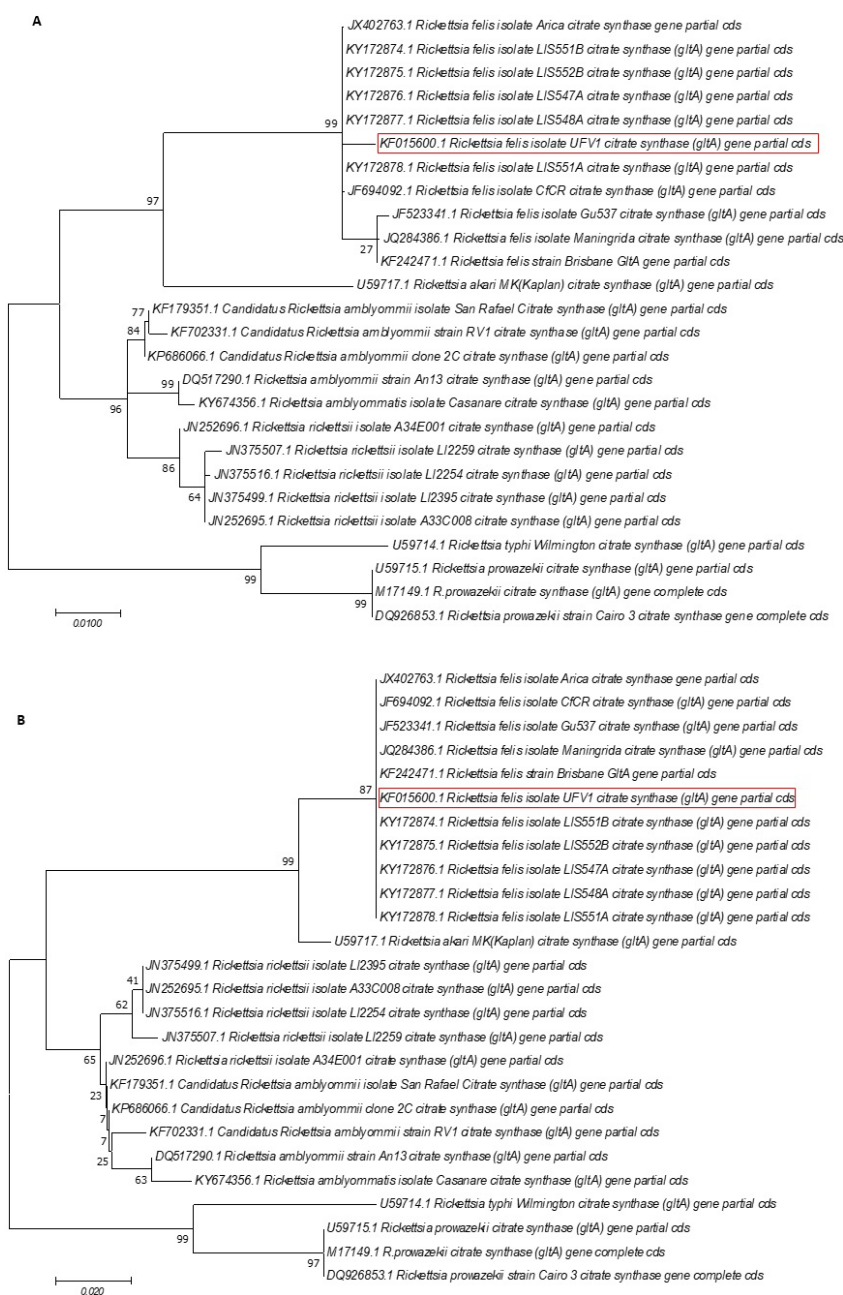 A
JX402763.1 Rickettsia felis isolate Arica citrate synthase gene partial cds
KY172874.1 Rickettsia felis isolate LIS551B citrate synthase (gltA) gene partial cds
KY172875.1 Rickettsia felis isolate LIS552B citrate synthase (gltA) gene partial cds
KY172876.1 Rickettsia felis isolate LIS547A citrate synthase (gltA) gene partial cds
KY172877.1 Rickettsia felis isolate LIS548A citrate synthase (gltA) gene partial cds
99
KF015600.1 Rickettsia felis isolate UFV1 citrate synthase (gltA) gene partial cds
KY172878.1 Rickettsia felis isolate LIS551A citrate synthase (gltA) gene partial cds
JF694092.1 Rickettsia felis isolate CfCR citrate synthase (gltA) gene partial cds
97
JF523341.1 Rickettsia felis isolate Gu537 citrate synthase (gltA) gene partial cds
JQ284386.1 Rickettsia felis isolate Maningrida citrate synthase (gltA) gene partial cds
27
KF242471.1 Rickettsia felis strain Brisbane GltA gene partial cds
U59717.1 Rickettsia akari MK(Kaplan) citrate synthase (gltA) gene partial cds
77
KF179351.1 Candidatus Rickettsia amblyommii isolate San Rafael Citrate synthase (gltA) gene partial cds
84
KF702331.1 Candidatus Rickettsia amblyommii strain RV1 citrate synthase (gltA) gene partial cds
KP686066.1 Candidatus Rickettsia amblyommii clone 2C citrate synthase (gltA) gene partial cds
99
DQ517290.1 Rickettsia amblyommii strain An13 citrate synthase (gltA) gene partial cds
96
KY674356.1 Rickettsia amblyommatis Casanare citrate synthase (gltA) gene partial cds
JN252696.1 Rickettsia rickettsii isolate A34E001 citrate synthase (gltA) gene partial cds
86
JN375507.1 Rickettsia rickettsii isolate LI2259 citrate synthase (gltA) gene partial cds
JN375516.1 Rickettsia rickettsii isolate LI2254 citrate synthase (gltA) gene partial cds
64
JN375499.1 Rickettsia rickettsii isolate LI2395 citrate synthase (gltA) gene partial cds
JN252695.1 Rickettsia rickettsii isolate A33C008 citrate synthase (gltA) gene partial cds
U59714.1 Rickettsia typhi Wilmington citrate synthase (gltA) gene partial cds
99
U59715.1 Rickettsia prowazekii citrate synthase (gltA) gene partial cds
M17149.1 R.prowazekii citrate synthase (gltA) gene complete cds
99
DQ926853.1 Rickettsia prowazekii strain Cairo 3 citrate synthase gene complete cds
0.0100
B
JX402763.1 Rickettsia felis isolate Arica citrate synthase gene partial cds
JF694092.1 Rickettsia felis isolate CfCR citrate synthase (gltA) gene partial cds
JF523341.1 Rickettsia felis isolate Gu537 citrate synthase (gltA) gene partial cds
JQ284386.1 Rickettsia felis isolate Maningrida citrate synthase (gltA) gene partial cds
KF242471.1 Rickettsia felis strain Brisbane GltA gene partial cds
87
KF015600.1 Rickettsia felis isolate UFV1 citrate synthase (gltA) gene partial cds
KY172874.1 Rickettsia felis isolate LIS551B citrate synthase (gltA) gene partial cds
KY172875.1 Rickettsia felis isolate LIS552B citrate synthase (gltA) gene partial cds
99
KY172876.1 Rickettsia felis isolate LIS547A citrate synthase (gltA) gene partial cds
KY172877.1 Rickettsia felis isolate LIS548A citrate synthase (gltA) gene partial cds
KY172878.1 Rickettsia felis isolate LIS551A citrate synthase (gltA) gene partial cds
U59717.1 Rickettsia akari MK(Kaplan) citrate synthase (gltA) gene partial cds
JN375499.1 Rickettsia rickettsii isolate LI2395 citrate synthase (gltA) gene partial cds
41
JN252695.1 Rickettsia rickettsii isolate A33C008 citrate synthase (gltA) gene partial cds
62
JN375516.1 Rickettsia rickettsii isolate LI2254 citrate synthase (gltA) gene partial cds
JN375507.1 Rickettsia rickettsii isolate LI2259 citrate synthase (gltA) gene partial cds
65
JN252696.1 Rickettsia rickettsii isolate A34E001 citrate synthase (gltA) gene partial cds
KF179351.1 Candidatus Rickettsia amblyommii isolate San Rafael Citrate synthase (gltA) gene partial cds
23
KP686066.1 Candidatus Rickettsia amblyommii clone 2C citrate synthase (gltA) gene partial cds
7
KF702331.1 Candidatus Rickettsia amblyommii strain RV1 citrate synthase (gltA) gene partial cds
7
DQ517290.1 Rickettsia amblyommii strain An13 citrate synthase (gltA) gene partial cds
25
63
KY674356.1 Rickettsia amblyommatis isolate Casanare citrate synthase (gltA) gene partial cds
U59714.1 Rickettsia typhi Wilmington citrate synthase (gltA) gene partial cds
99
U59715.1 Rickettsia prowazekii citrate synthase (gltA) gene partial cds
M17149.1 R.prowazekii citrate synthase (gltA) gene complete cds
97
DQ926853.1 Rickettsia prowazekii strain Cairo 3 citrate synthase gene complete cds
0.020